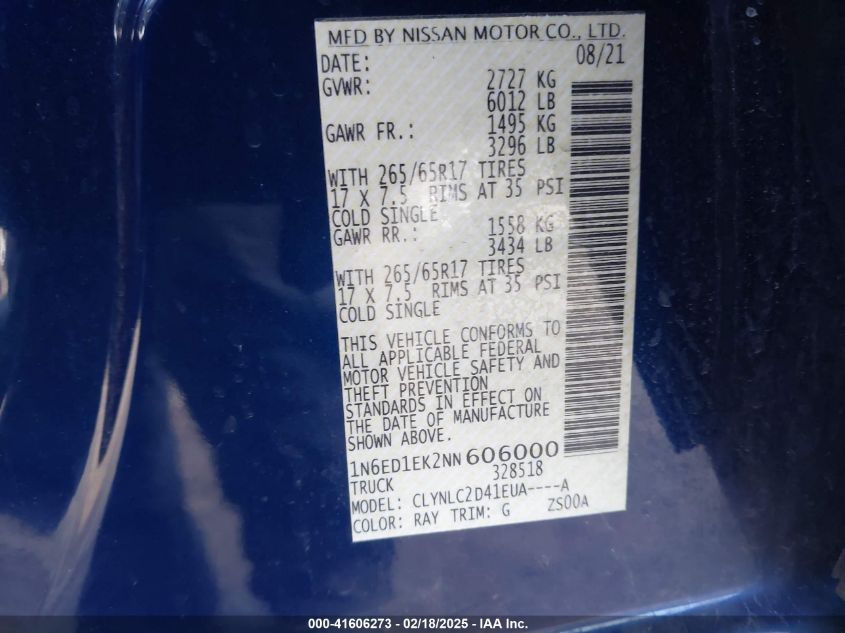 MFD BY NISSAN MOTOR CO., LTD.
DATE: 08/21
GVWR: 2727 KG
6012 LB
GAWR FR.: 1495 KG
3296 LB
WITH 265/65R17 TIRES
17 X 7.5 RIMS AT 35 PSI
COLD SINGLE
GAWR RR.: 1558 KG
3434 LB
WITH 265/65R17 TIRES
17 X 7.5 RIMS AT 35 PSI
COLD SINGLE
THIS VEHICLE CONFORMS TO
ALL APPLICABLE FEDERAL
MOTOR VEHICLE SAFETY AND
THEFT PREVENTION
STANDARDS IN EFFECT ON
THE DATE OF MANUFACTURE
SHOWN ABOVE.
1N6ED1EK2NN606000
TRUCK 328518
MODEL: CLYNLC2D41EUA----A
COLOR: RAY TRIM: G ZS00A
000-41606273 - 02/18/2025 - IAA Inc.